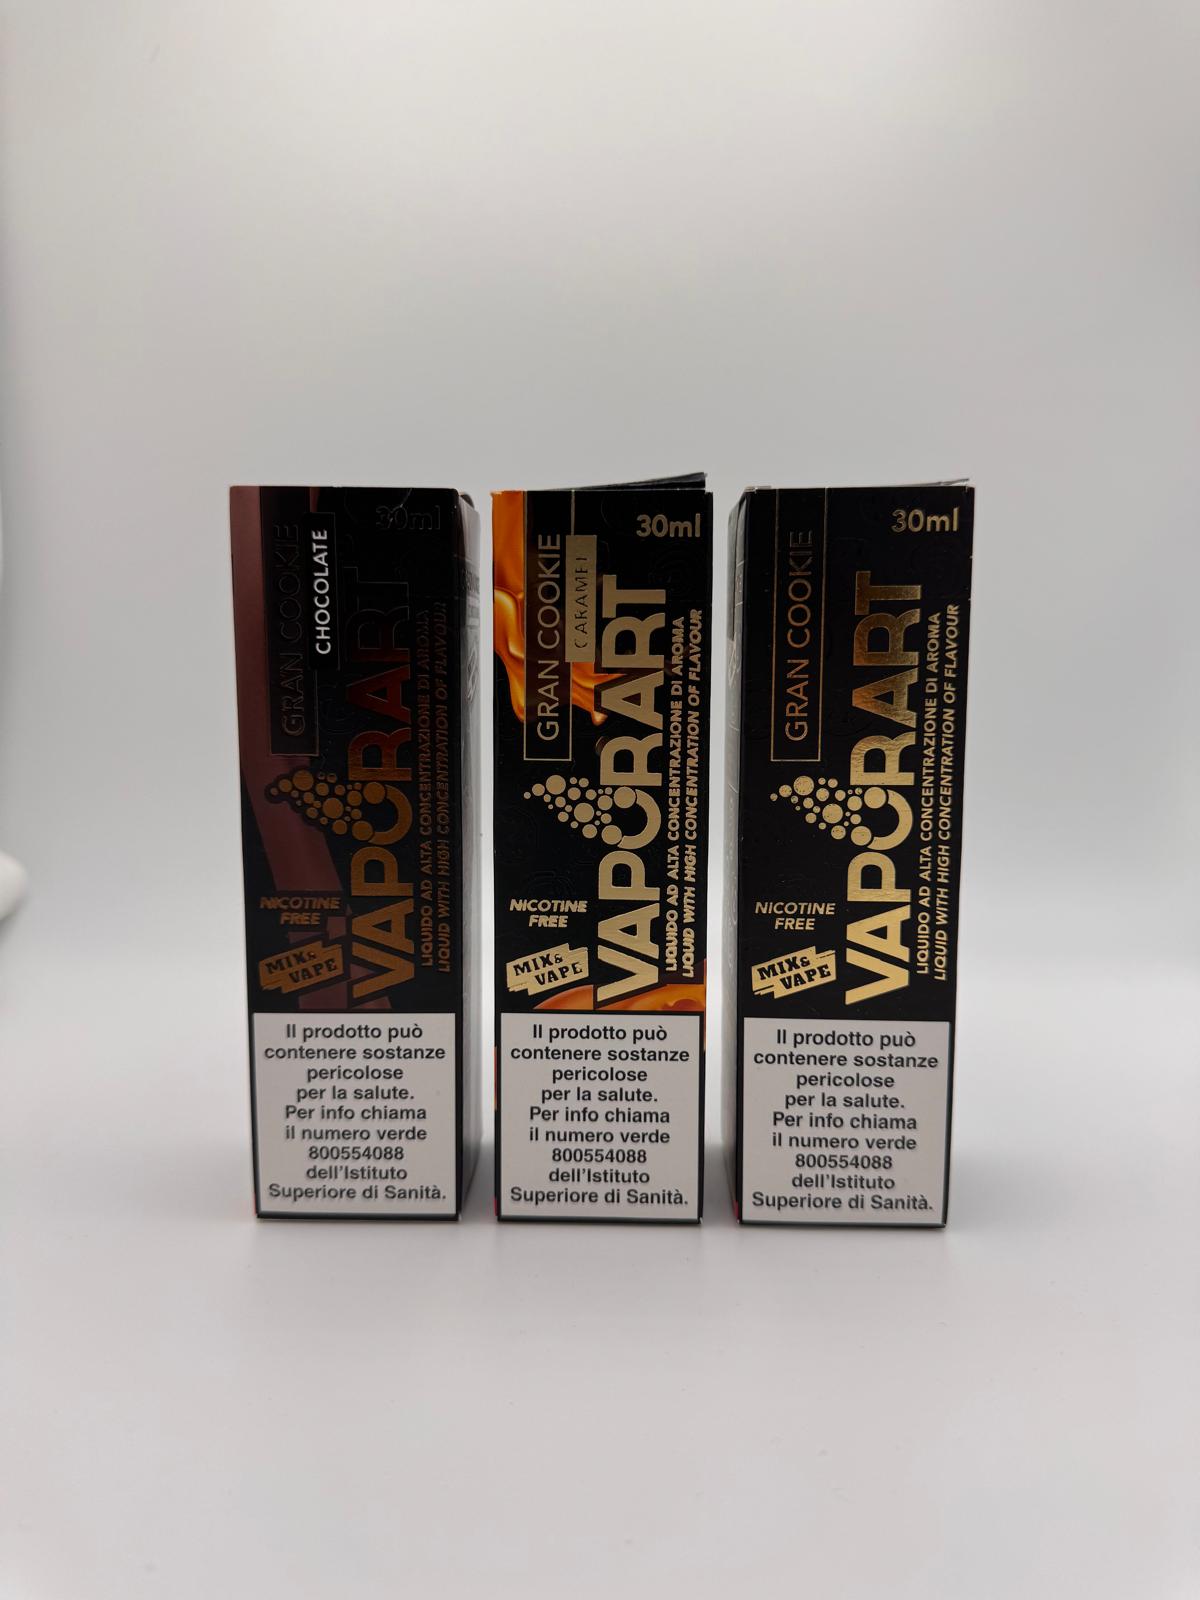 GRAN COOKIE
CHOCOLATE
30ml
VAPORART
LIQUIDO AD ALTA CONCENTRAZIONE DI AROMA
LIQUID WITH HIGH CONCENTRATION OF FLAVOUR
NICOTINE
FREE
MIX&
VAPE
Il prodotto può
contenere sostanze
pericolose
per la salute.
Per info chiama
il numero verde
800554088
dell'Istituto
Superiore di Sanità.
GRAN COOKIE
CARAMEL
30ml
VAPORART
LIQUIDO AD ALTA CONCENTRAZIONE DI AROMA
LIQUID WITH HIGH CONCENTRATION OF FLAVOUR
NICOTINE
FREE
MIX&
VAPE
Il prodotto può
contenere sostanze
pericolose
per la salute.
Per info chiama
il numero verde
800554088
dell'Istituto
Superiore di Sanità.
GRAN COOKIE
30ml
VAPORART
LIQUIDO AD ALTA CONCENTRAZIONE DI AROMA
LIQUID WITH HIGH CONCENTRATION OF FLAVOUR
NICOTINE
FREE
MIX&
VAPE
Il prodotto può
contenere sostanze
pericolose
per la salute.
Per info chiama
il numero verde
800554088
dell'Istituto
Superiore di Sanità.